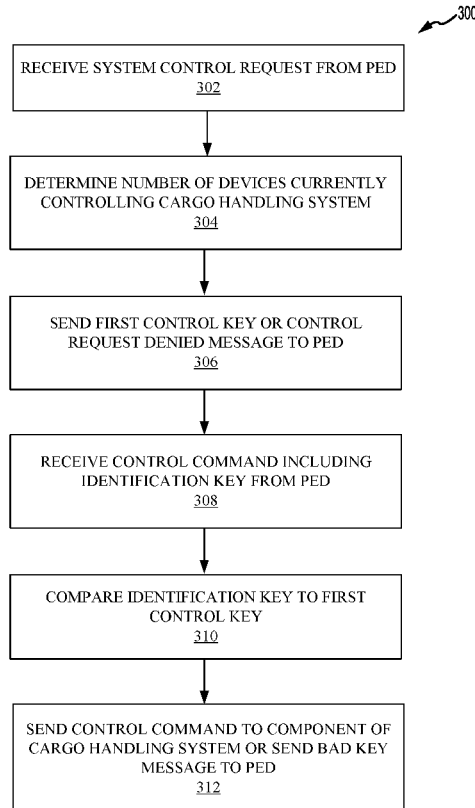 300
RECEIVE SYSTEM CONTROL REQUEST FROM PED
302
DETERMINE NUMBER OF DEVICES CURRENTLY
CONTROLLING CARGO HANDLING SYSTEM
304
SEND FIRST CONTROL KEY OR CONTROL
REQUEST DENIED MESSAGE TO PED
306
RECEIVE CONTROL COMMAND INCLUDING
IDENTIFICATION KEY FROM PED
308
COMPARE IDENTIFICATION KEY TO FIRST
CONTROL KEY
310
SEND CONTROL COMMAND TO COMPONENT OF
CARGO HANDLING SYSTEM OR SEND BAD KEY
MESSAGE TO PED
312